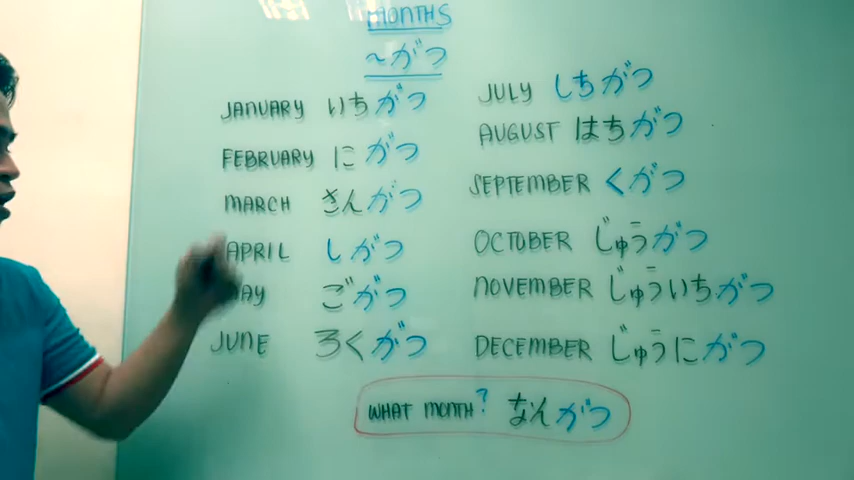 MONTHS
~がつ
JANUARY いちがつ
FEBRUARY にがつ
MARCH さんがつ
APRIL しがつ
MAY ごがつ
JUNE ろくがつ
JULY しちがつ
AUGUST はちがつ
SEPTEMBER くがつ
OCTOBER じゅうがつ
NOVEMBER じゅういちがつ
DECEMBER じゅうにがつ
WHAT MONTH? なんがつ